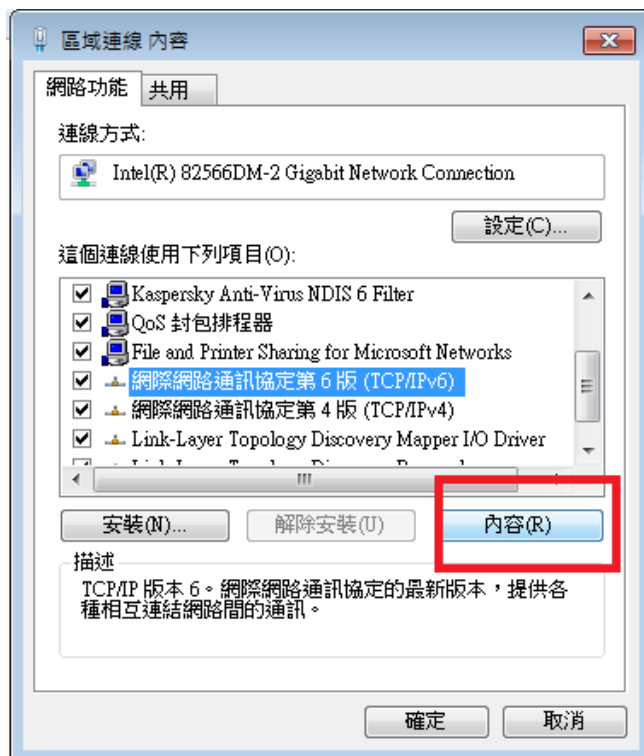 區域連線 內容
網路功能
共用
連線方式:
Intel(R) 82566DM-2 Gigabit Network Connection
設定(C)...
這個連線使用下列項目(O):
Kaspersky Anti-Virus NDIS 6 Filter
QoS 封包排程器
File and Printer Sharing for Microsoft Networks
網際網路通訊協定第 6 版 (TCP/IPv6)
網際網路通訊協定第 4 版 (TCP/IPv4)
Link-Layer Topology Discovery Mapper I/O Driver
安裝(N)...
解除安裝(U)
內容(R)
描述
TCP/IP 版本 6。網際網路通訊協定的最新版本，提供各
種相互連結網路間的通訊。
確定
取消